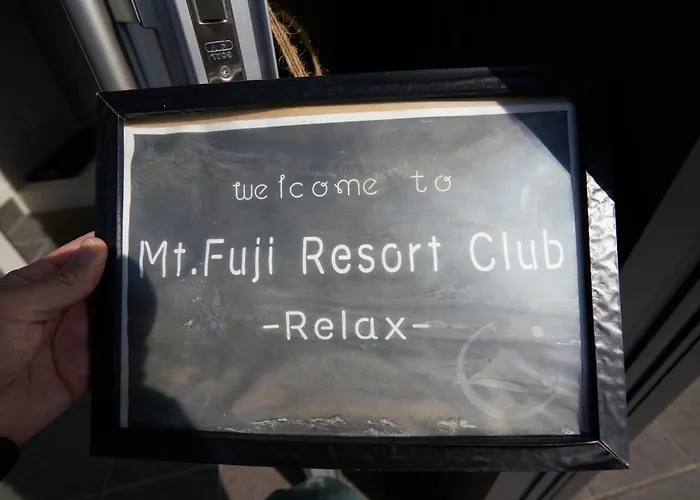 welcome to
Mt.Fuji Resort Club
-Relax-